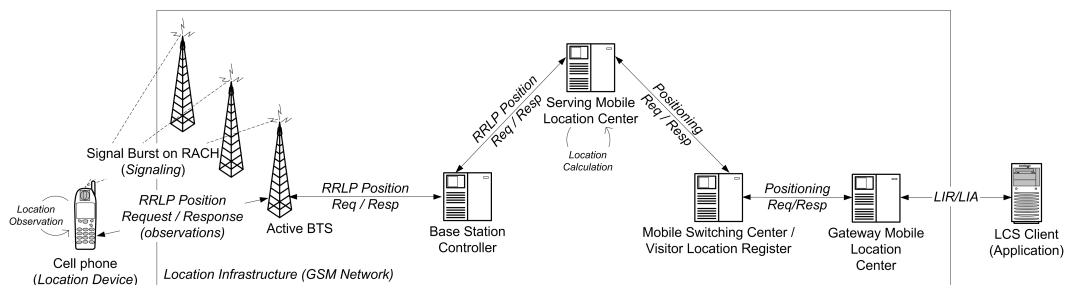 Signal Burst on RACH
(Signaling)
Location
Observation
RRLP Position
Request / Response
(observations)
Cell phone
(Location Device)
Active BTS
RRLP Position
Req / Resp
Base Station
Controller
RRLP Position
Req / Resp
Serving Mobile
Location Center
Location
Calculation
Positioning
Req / Resp
Mobile Switching Center /
Visitor Location Register
Positioning
Req/Resp
Gateway Mobile
Location
Center
LIR/LIA
LCS Client
(Application)
Location Infrastructure (GSM Network)